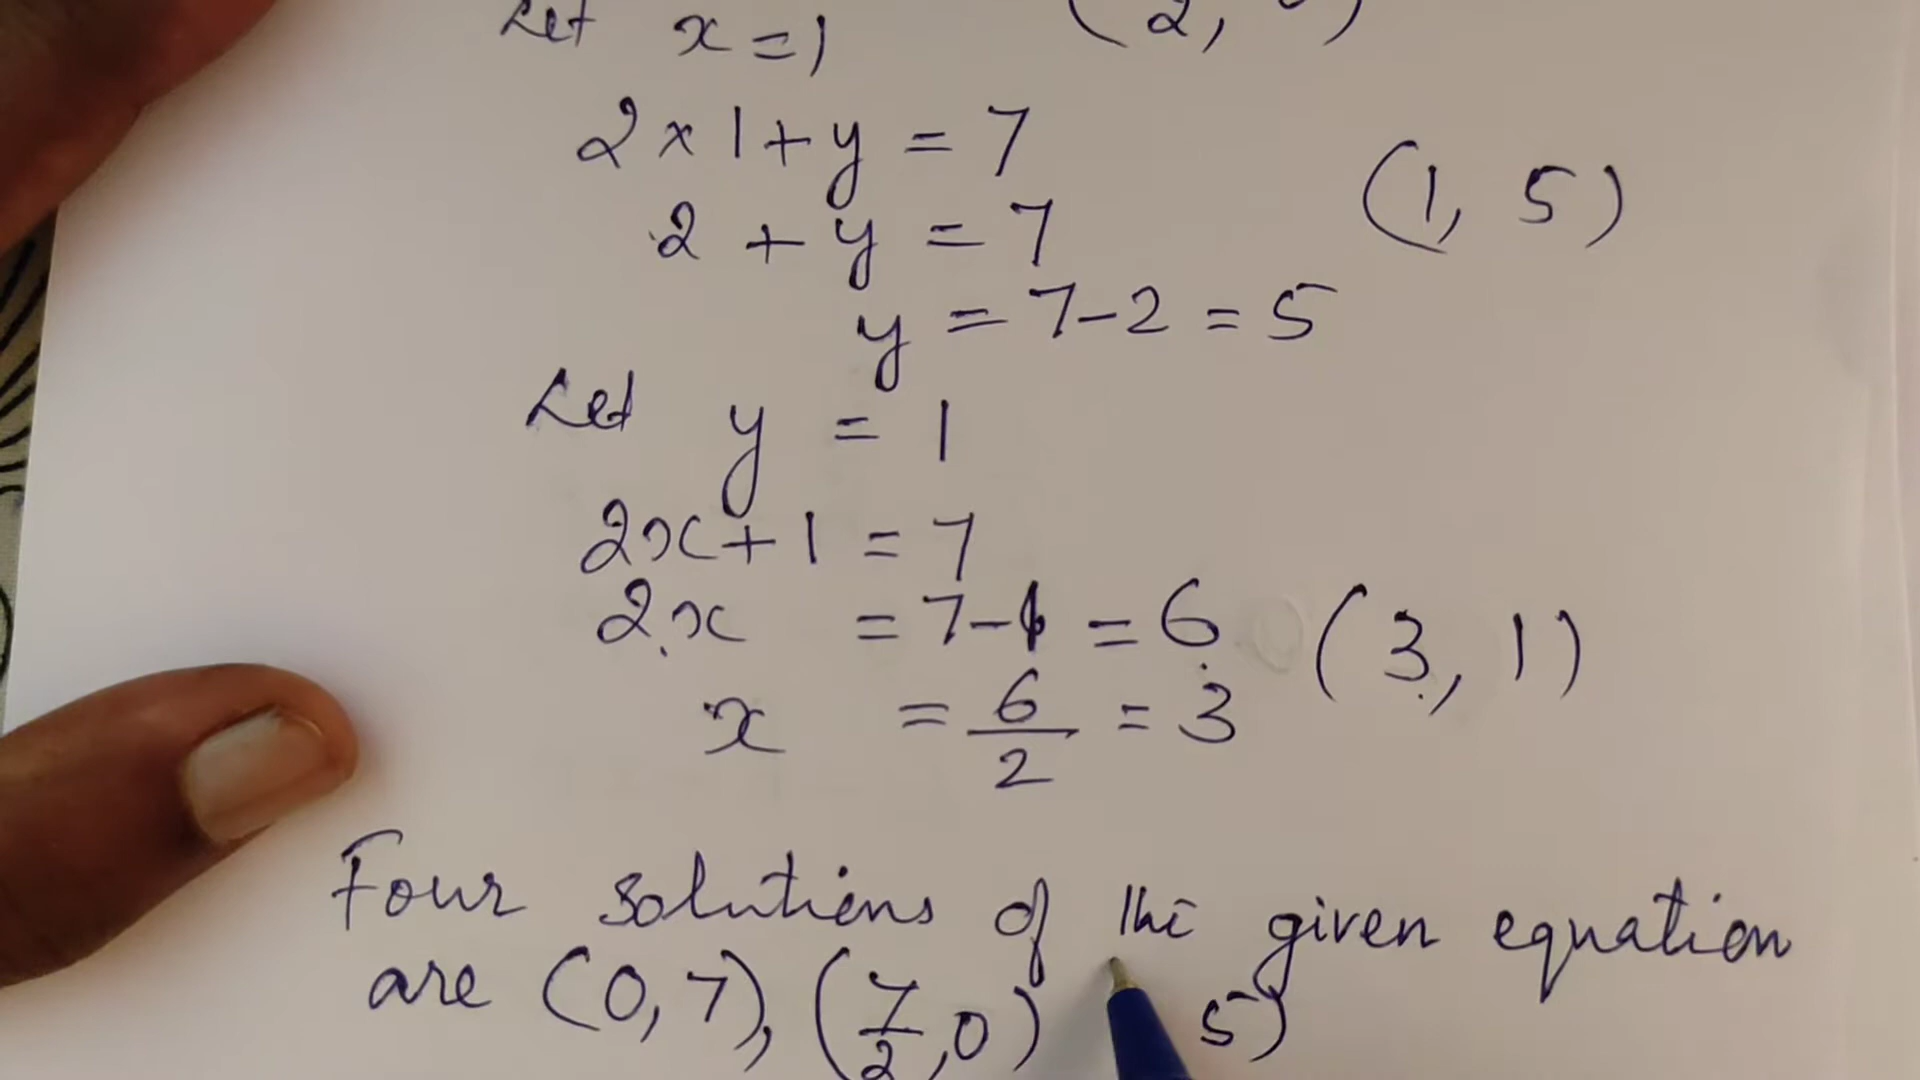 Let x = 1
(2,
2 × 1 + y = 7
2 + y = 7
(1, 5)
y = 7 - 2 = 5
Let y = 1
2x + 1 = 7
2x = 7 - 1 = 6
(3, 1)
x = 6/2 = 3
Four solutions of the given equation
are (0, 7), (7/2, 0) 5)